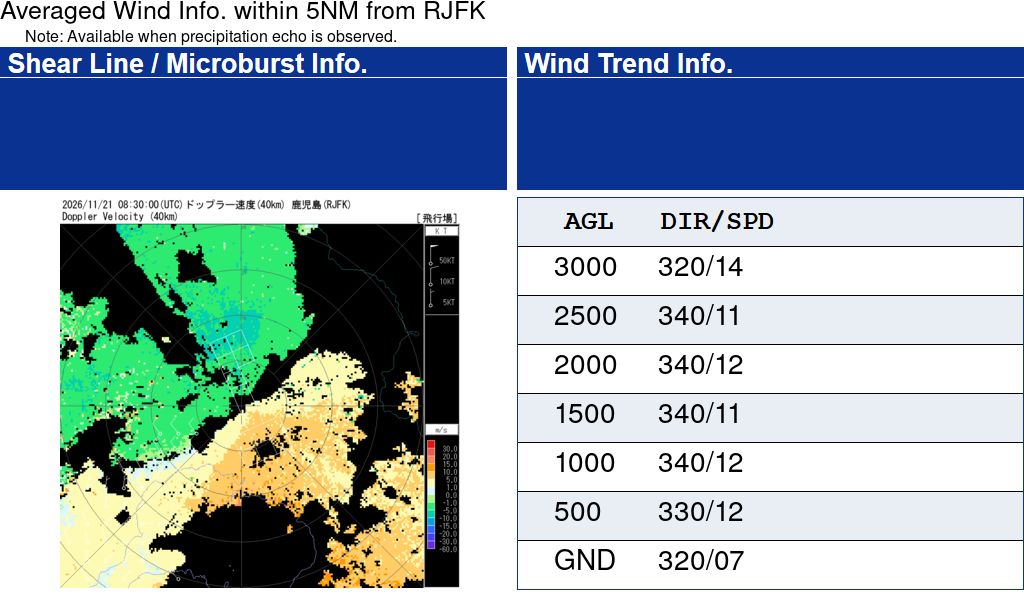 Averaged Wind Info. within 5NM from RJFK
Note: Available when precipitation echo is observed.
Shear Line / Microburst Info.
Wind Trend Info.
2026/11/21 08:30:00(UTC) ドップラー速度(40km) 鹿児島(RJFK)
Doppler Velocity (40km)
[飛行場]
KT
50KT
10KT
5KT
m/s
30.0
20.0
15.0
10.0
5.0
1.0
0.0
-1.0
-5.0
-10.0
-15.0
-20.0
-30.0
-60.0
AGL DIR/SPD
3000 320/14
2500 340/11
2000 340/12
1500 340/11
1000 340/12
500 330/12
GND 320/07